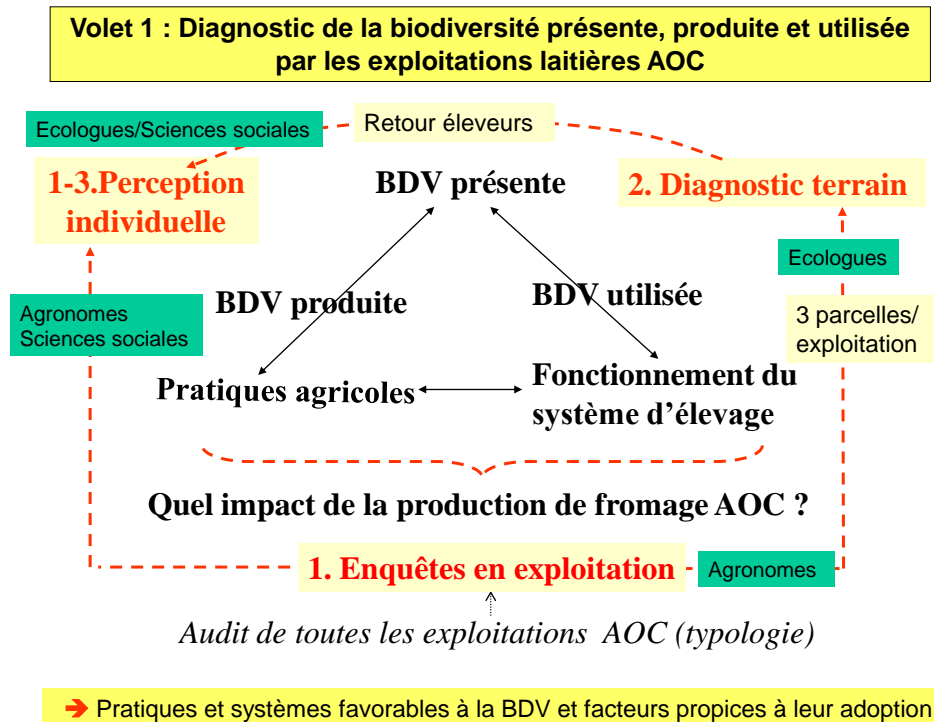 Volet 1 : Diagnostic de la biodiversité présente, produite et utilisée
par les exploitations laitières AOC
Ecologues/Sciences sociales
Retour éleveurs
1-3.Perception
individuelle
BDV présente
2. Diagnostic terrain
Ecologues
BDV produite
BDV utilisée
Agronomes
Sciences sociales
3 parcelles/
exploitation
Pratiques agricoles
Fonctionnement du
système d'élevage
Quel impact de la production de fromage AOC ?
1. Enquêtes en exploitation
Agronomes
Audit de toutes les exploitations AOC (typologie)
➔ Pratiques et systèmes favorables à la BDV et facteurs propices à leur adoption